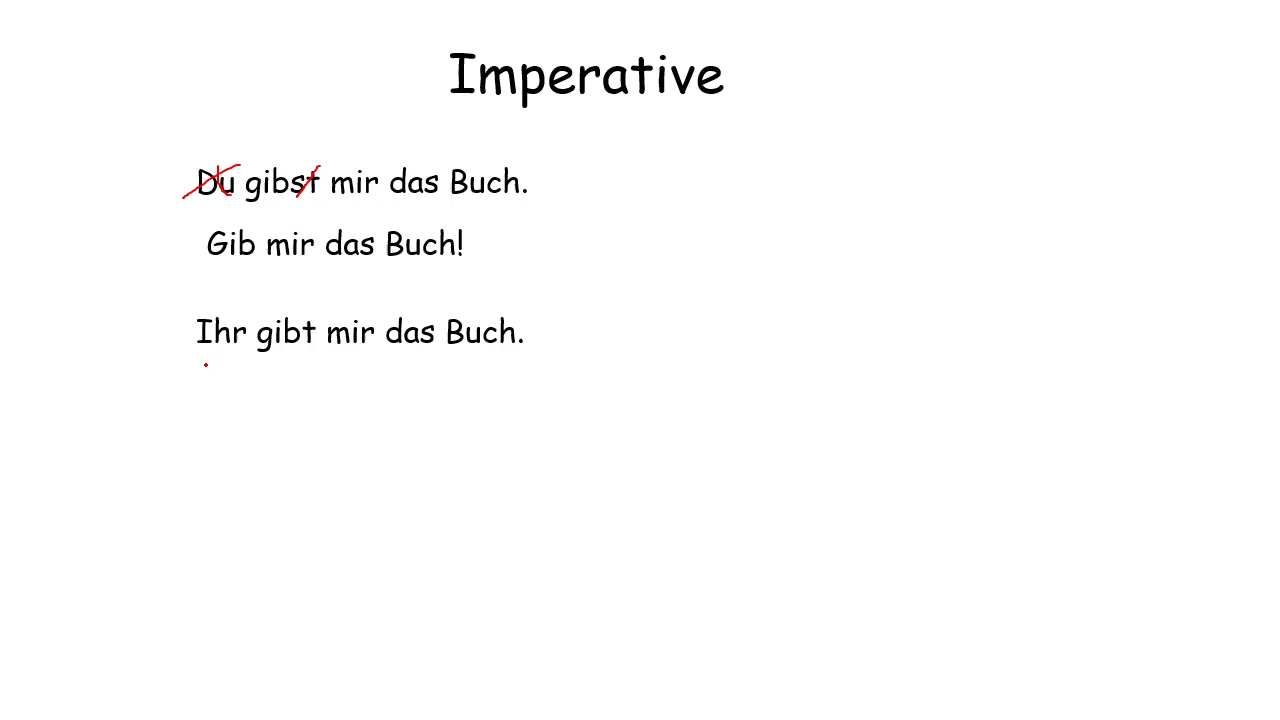 Imperative
Du gibst mir das Buch.
Gib mir das Buch!
Ihr gibt mir das Buch.